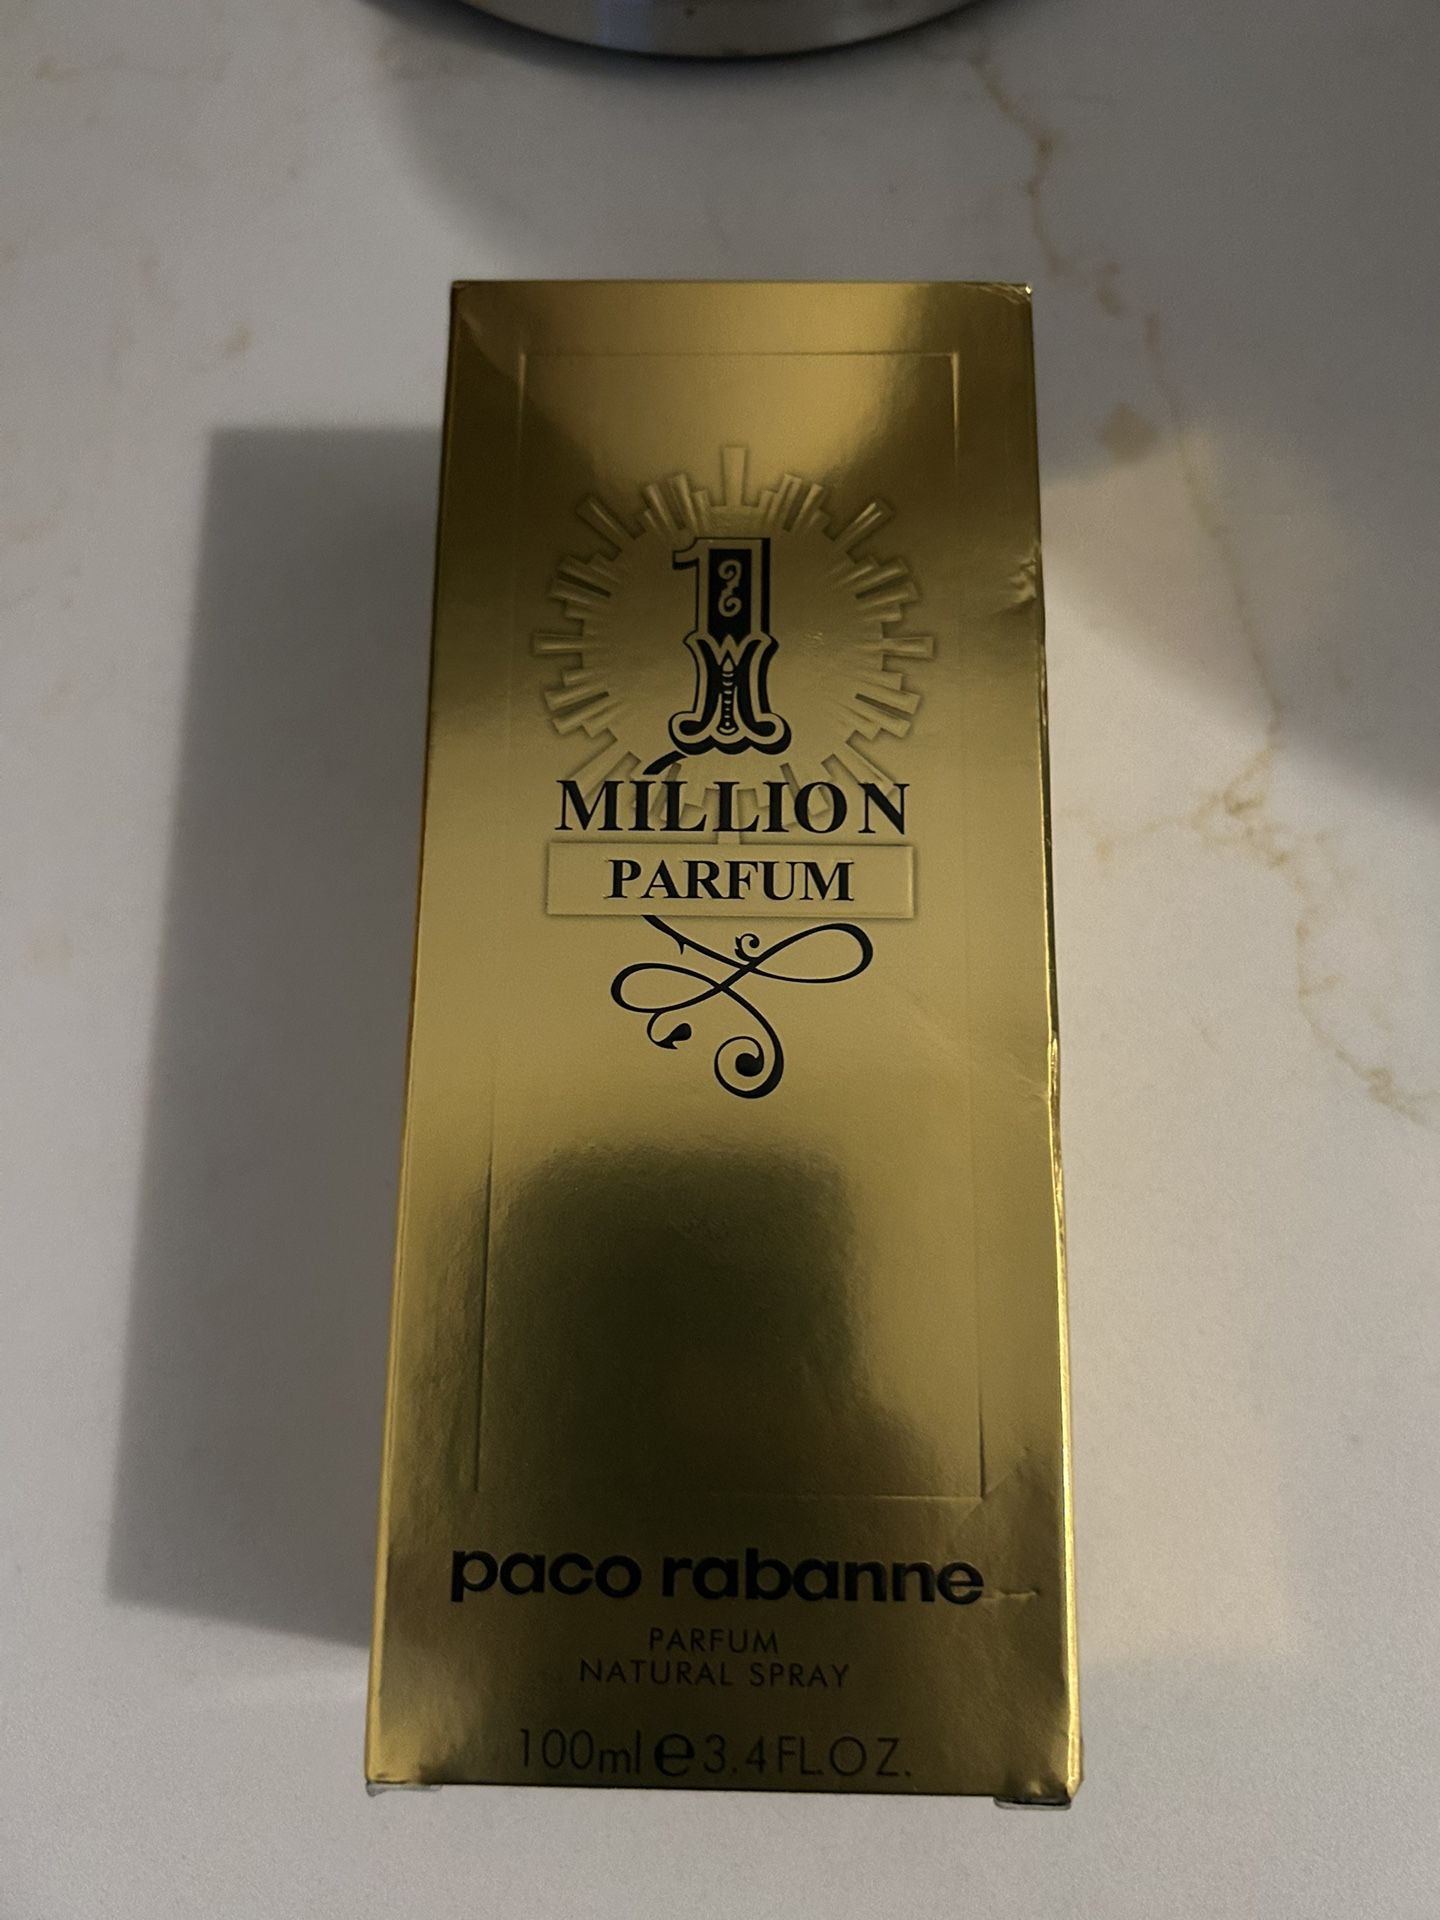 1
MILLION
PARFUM
paco rabanne
PARFUM
NATURAL SPRAY
100ml e 3.4FL.OZ.